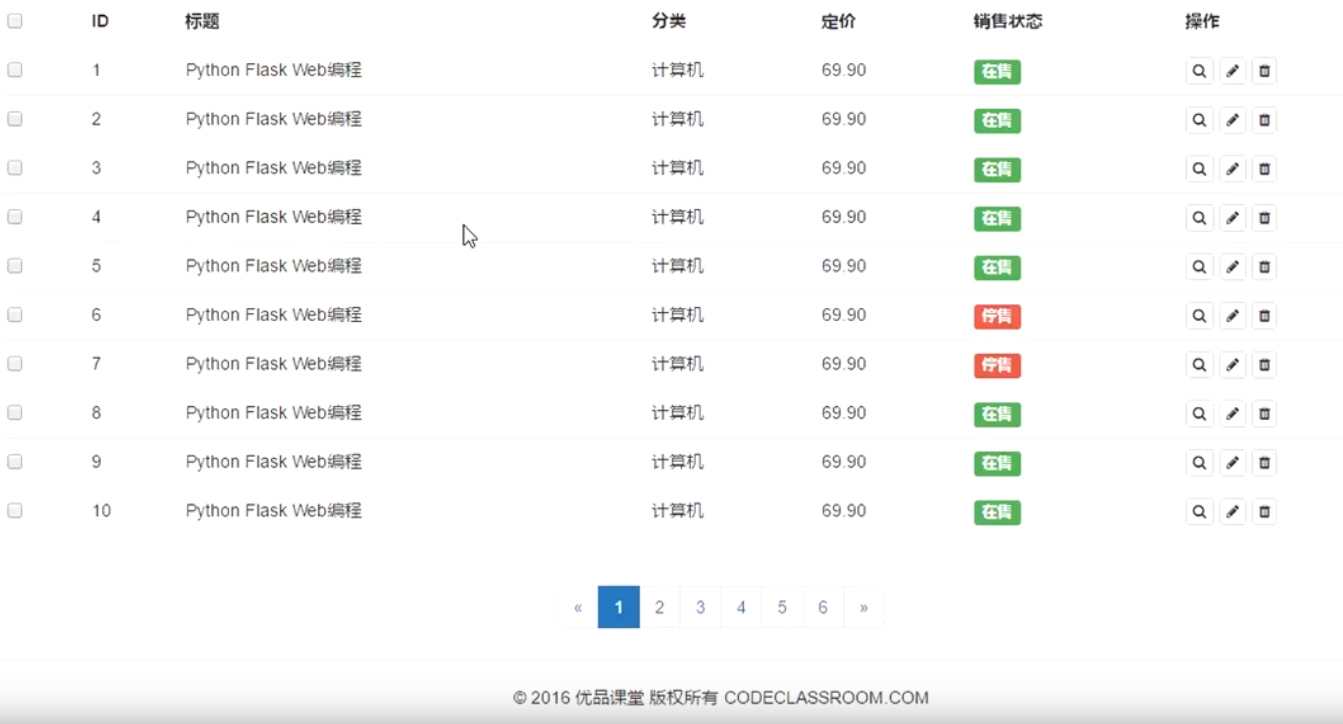 ID 标题 分类 定价 销售状态 操作
1 Python Flask Web编程 计算机 69.90 在售
2 Python Flask Web编程 计算机 69.90 在售
3 Python Flask Web编程 计算机 69.90 在售
4 Python Flask Web编程 计算机 69.90 在售
5 Python Flask Web编程 计算机 69.90 在售
6 Python Flask Web编程 计算机 69.90 停售
7 Python Flask Web编程 计算机 69.90 停售
8 Python Flask Web编程 计算机 69.90 在售
9 Python Flask Web编程 计算机 69.90 在售
10 Python Flask Web编程 计算机 69.90 在售
« 1 2 3 4 5 6 »
© 2016 优品课堂 版权所有 CODECLASSROOM.COM